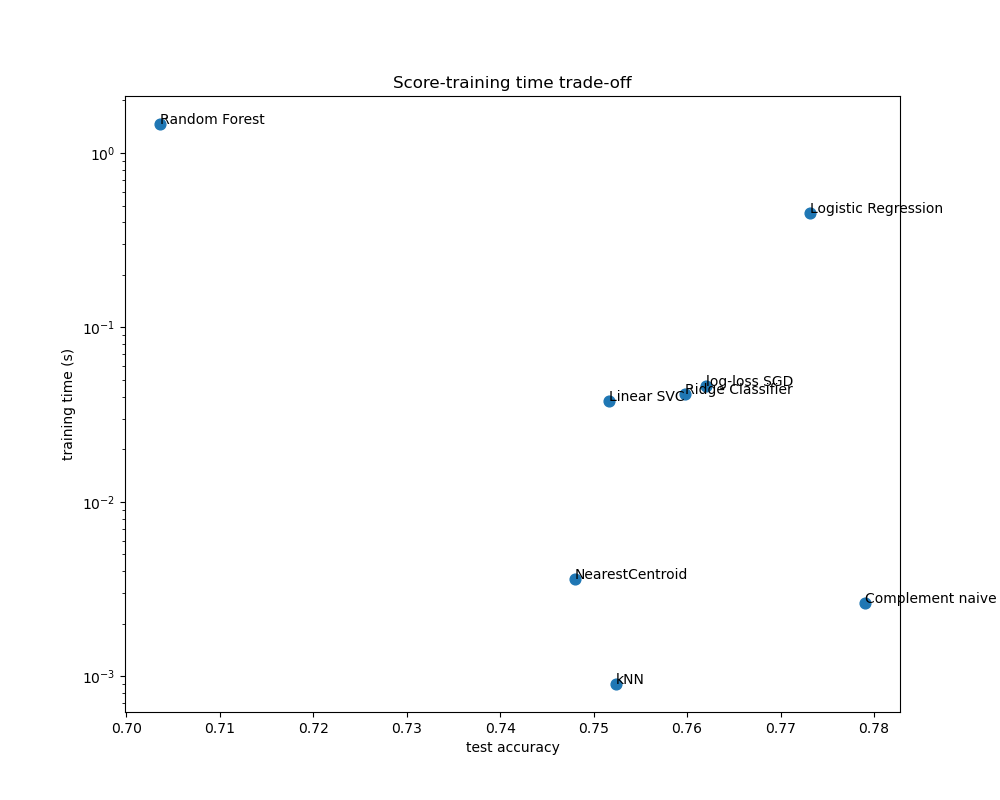 Score-training time trade-off
Random Forest
10⁰
Logistic Regression
10⁻¹
log-loss SGD
Ridge Classifier
Linear SVC
training time (s)
10⁻²
NearestCentroid
Complement naive
10⁻³
kNN
0.70 0.71 0.72 0.73 0.74 0.75 0.76 0.77 0.78
test accuracy